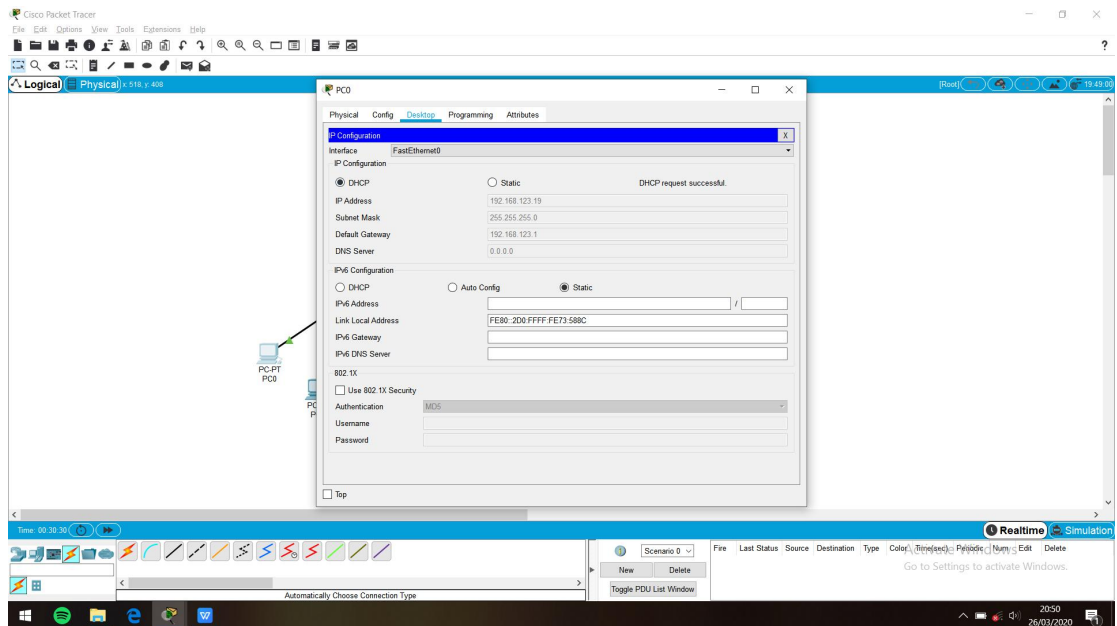 Cisco Packet Tracer
File Edit Options View Tools Extensions Help
?
Logical Physical x: 518, y: 408 [Root] 19:49:00
PC0
Physical Config Desktop Programming Attributes
IP Configuration X
Interface FastEthernet0
IP Configuration
DHCP Static DHCP request successful.
IP Address 192.168.123.19
Subnet Mask 255.255.255.0
Default Gateway 192.168.123.1
DNS Server 0.0.0.0
IPv6 Configuration
DHCP Auto Config Static
IPv6 Address /
Link Local Address FE80::2D0:FFFF:FE73:588C
IPv6 Gateway
IPv6 DNS Server
802.1X
Use 802.1X Security
Authentication MD5
Username
Password
Top
PC-PT
PC0
PC
P
Time: 00:30:30 Realtime Simulation
Scenario 0 Fire Last Status Source Destination Type Color Time(sec) Periodic Num Edit Delete
New Delete
Toggle PDU List Window
Activate Windows
Go to Settings to activate Windows.
Automatically Choose Connection Type
20:50
26/03/2020